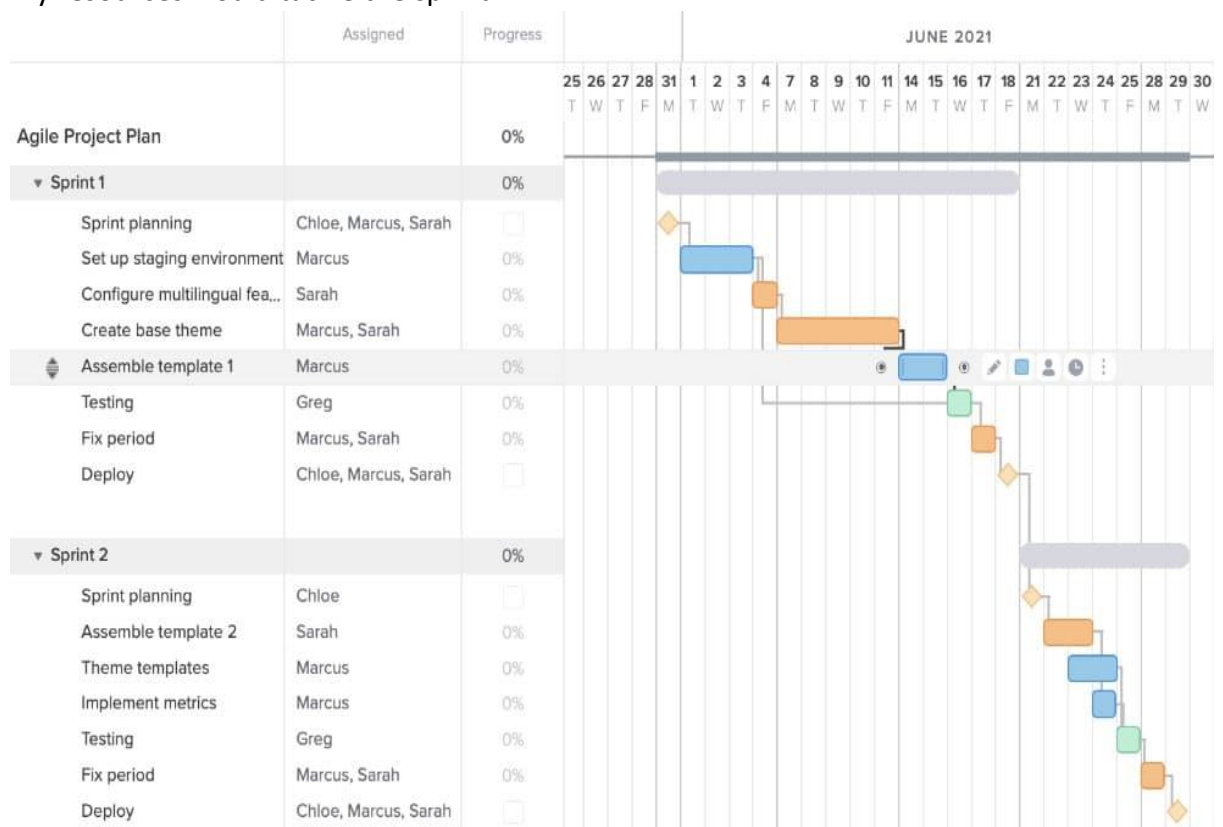 Assigned Progress JUNE 2021
25 26 27 28 31 1 2 3 4 7 8 9 10 11 14 15 16 17 18 21 22 23 24 25 28 29 30
T W T F M T W T F M T W T F M T W T F M T W T F M T W
Agile Project Plan 0%
Sprint 1 0%
Sprint planning Chloe, Marcus, Sarah
Set up staging environment Marcus 0%
Configure multilingual fea... Sarah 0%
Create base theme Marcus, Sarah 0%
Assemble template 1 Marcus 0%
Testing Greg 0%
Fix period Marcus, Sarah 0%
Deploy Chloe, Marcus, Sarah
Sprint 2 0%
Sprint planning Chloe
Assemble template 2 Sarah 0%
Theme templates Marcus 0%
Implement metrics Marcus 0%
Testing Greg 0%
Fix period Marcus, Sarah 0%
Deploy Chloe, Marcus, Sarah